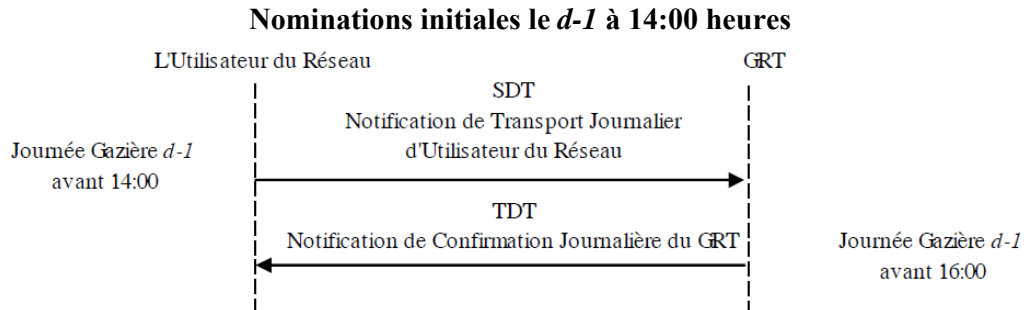 Nominations initiales le d-1 à 14:00 heures
L'Utilisateur du Réseau
GRT
SDT
Notification de Transport Journalier
d'Utilisateur du Réseau
Journée Gazière d-1
avant 14:00
TDT
Notification de Confirmation Journalière du GRT
Journée Gazière d-1
avant 16:00